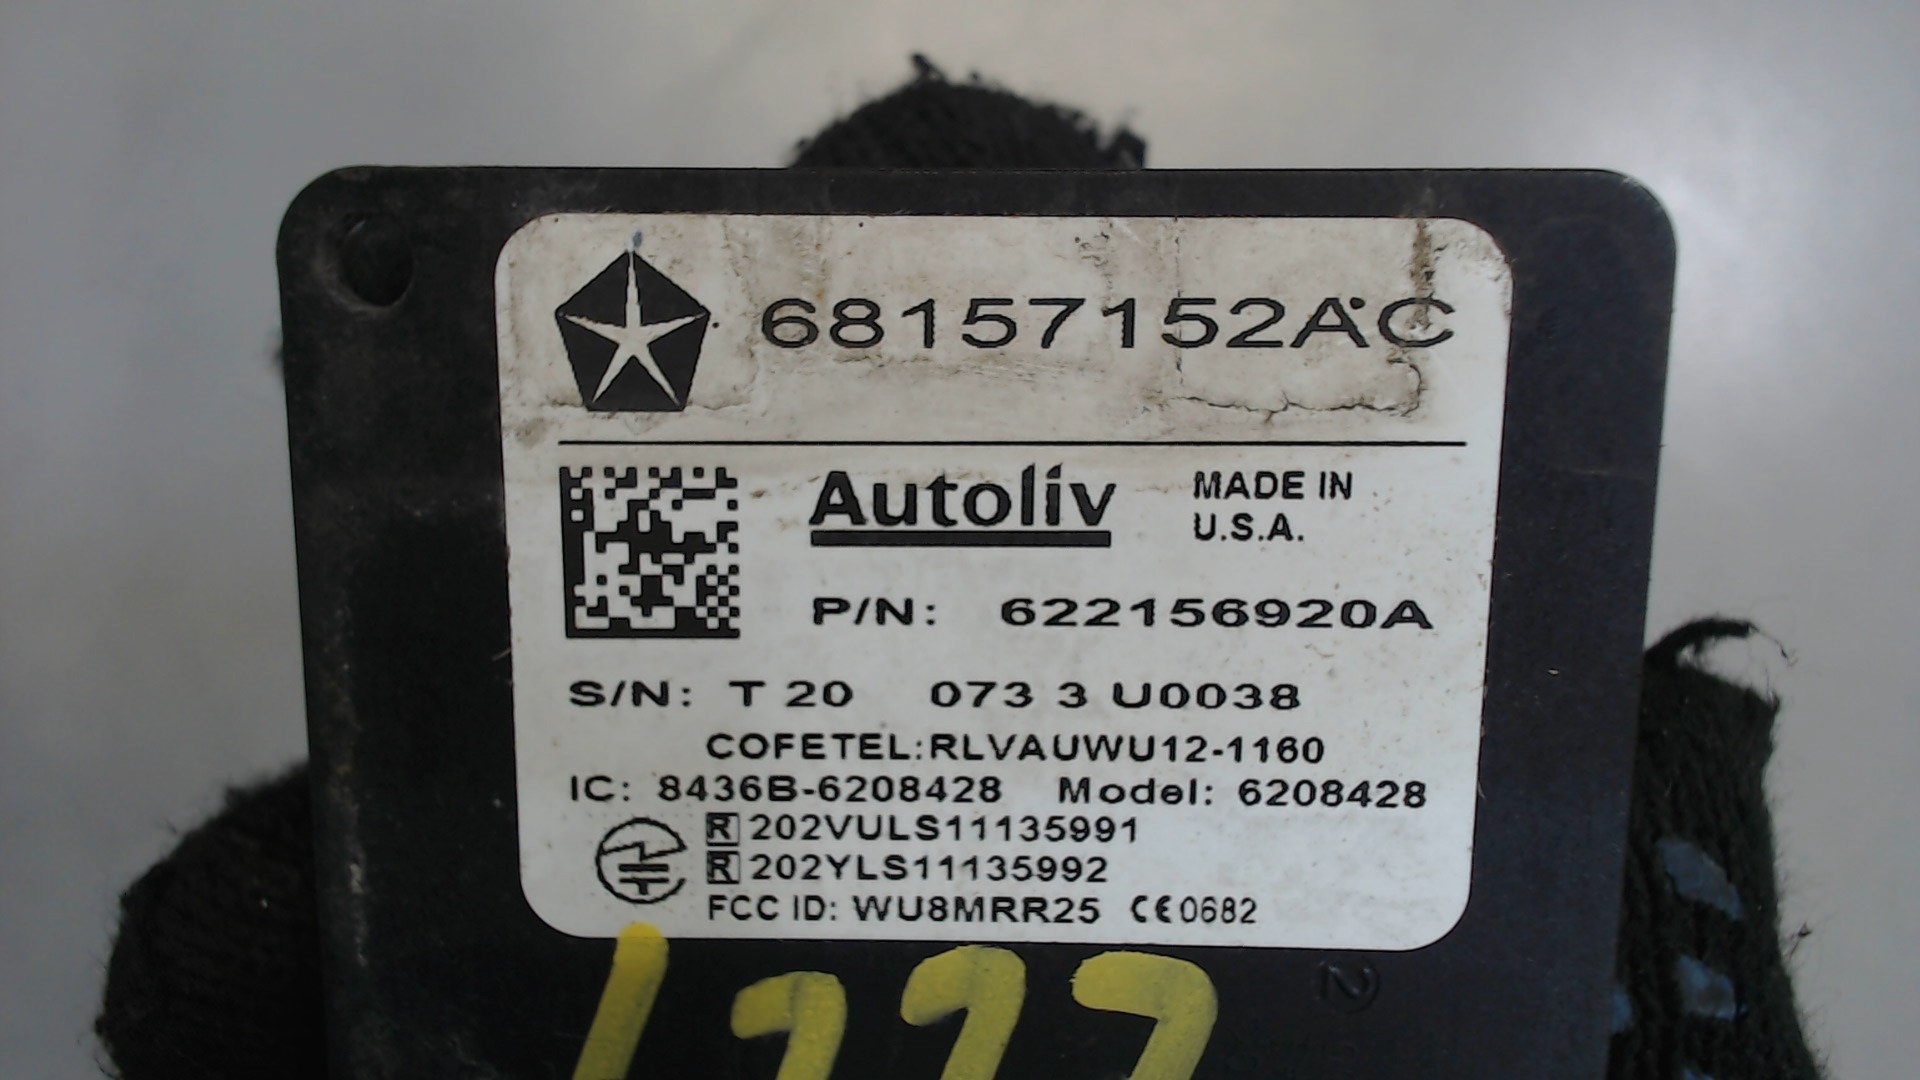 68157152AC
Autoliv
MADE IN
U.S.A.
P/N: 622156920A
S/N: T 20 073 3 U0038
COFETEL:RLVAUWU12-1160
IC: 8436B-6208428 Model: 6208428
R 202VULS11135991
R 202YLS11135992
FCC ID: WU8MRR25 CE0682
2